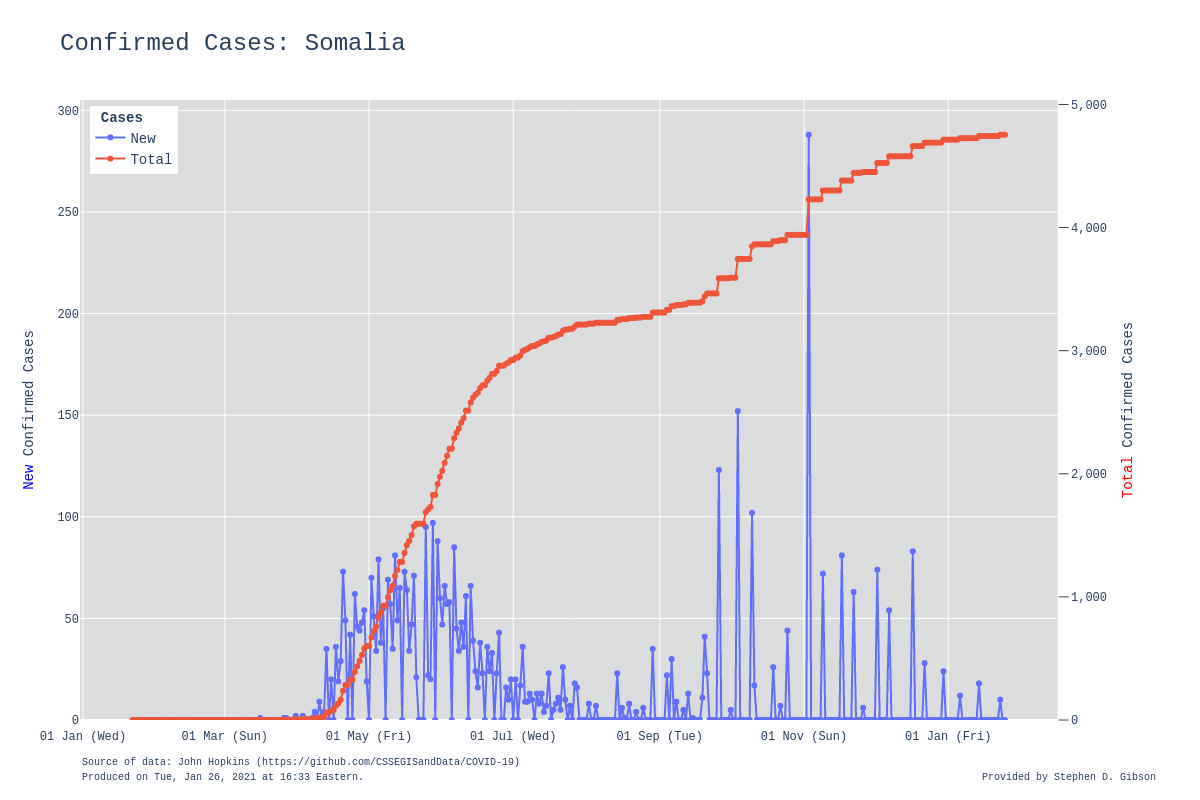 Confirmed Cases: Somalia
Cases
New
Total
300
250
200
150
100
50
0
5,000
4,000
3,000
2,000
1,000
0
New Confirmed Cases
Total Confirmed Cases
01 Jan (Wed)
01 Mar (Sun)
01 May (Fri)
01 Jul (Wed)
01 Sep (Tue)
01 Nov (Sun)
01 Jan (Fri)
Source of data: John Hopkins (https://github.com/CSSEGISandData/COVID-19)
Produced on Tue, Jan 26, 2021 at 16:33 Eastern.
Provided by Stephen D. Gibson